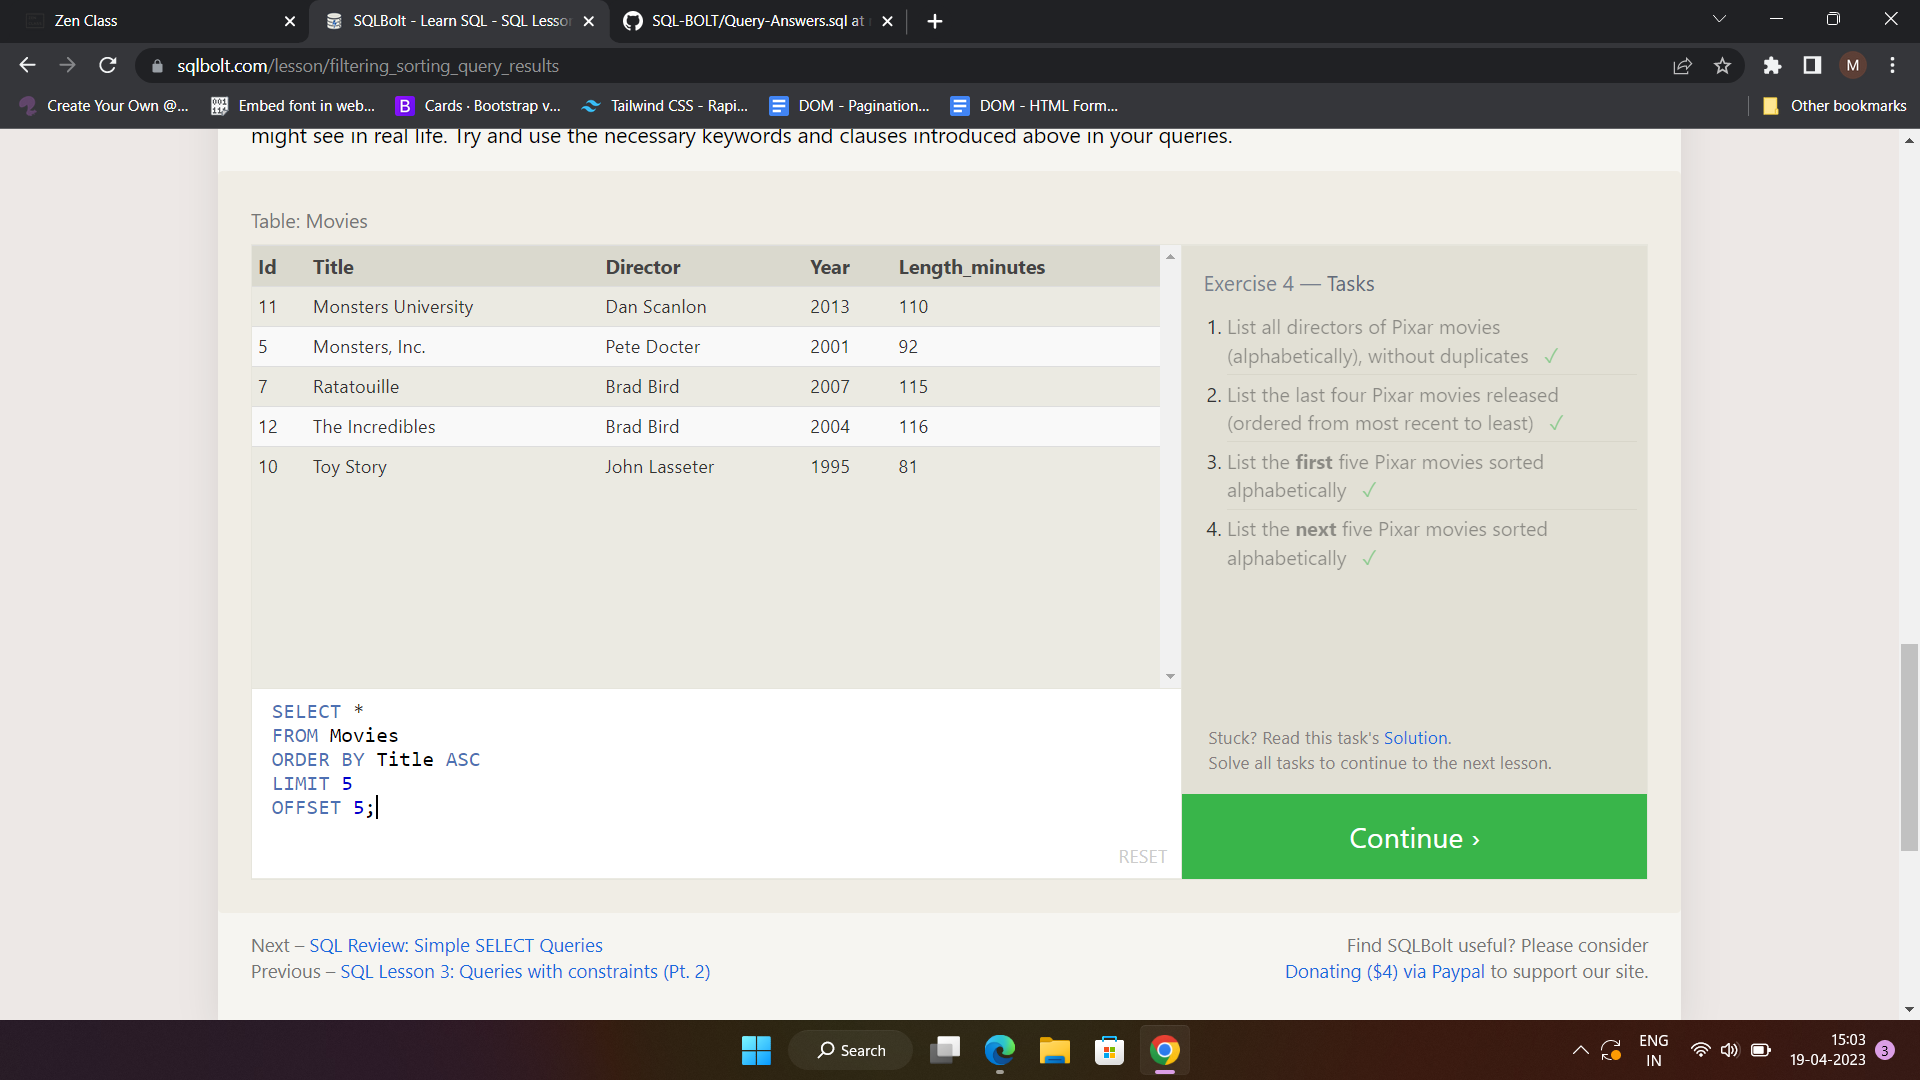 Zen Class
SQLBolt - Learn SQL - SQL Lesson
SQL-BOLT/Query-Answers.sql at
sqlbolt.com/lesson/filtering_sorting_query_results
M
Create Your Own @...
Embed font in web...
B Cards · Bootstrap v...
Tailwind CSS - Rapi...
DOM - Pagination...
DOM - HTML Form...
Other bookmarks
might see in real life. Try and use the necessary keywords and clauses introduced above in your queries.
Table: Movies
Id Title Director Year Length_minutes
11 Monsters University Dan Scanlon 2013 110
5 Monsters, Inc. Pete Docter 2001 92
7 Ratatouille Brad Bird 2007 115
12 The Incredibles Brad Bird 2004 116
10 Toy Story John Lasseter 1995 81
Exercise 4 — Tasks
1. List all directors of Pixar movies
(alphabetically), without duplicates ✓
2. List the last four Pixar movies released
(ordered from most recent to least) ✓
3. List the first five Pixar movies sorted
alphabetically ✓
4. List the next five Pixar movies sorted
alphabetically ✓
SELECT *
FROM Movies
ORDER BY Title ASC
LIMIT 5
OFFSET 5;
RESET
Stuck? Read this task's Solution.
Solve all tasks to continue to the next lesson.
Continue ›
Next – SQL Review: Simple SELECT Queries
Previous – SQL Lesson 3: Queries with constraints (Pt. 2)
Find SQLBolt useful? Please consider
Donating ($4) via Paypal to support our site.
Search
ENG
IN
15:03
19-04-2023
3